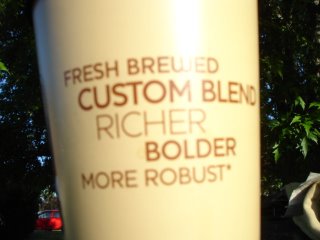 FRESH BREWED
CUSTOM BLEND
RICHER
BOLDER
MORE ROBUST*